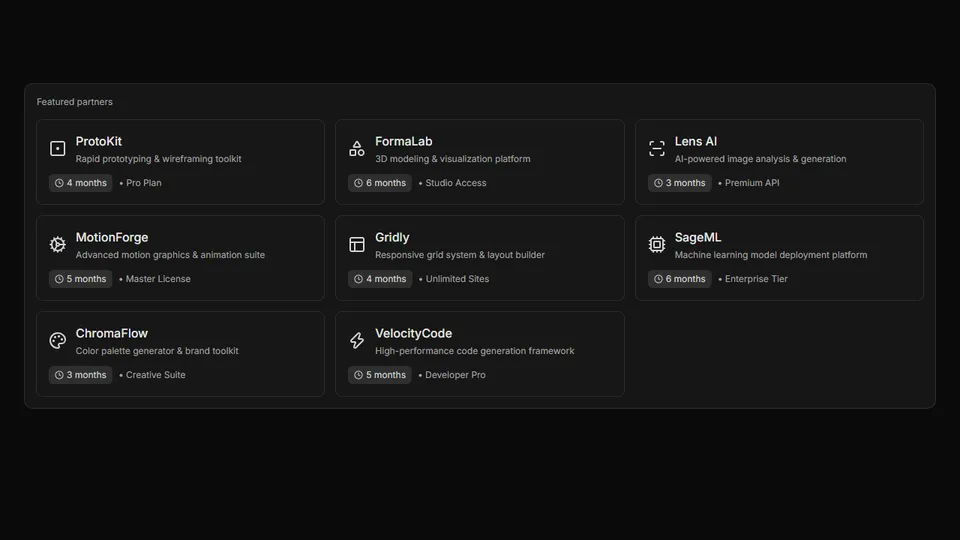 Featured partners
ProtoKit
Rapid prototyping & wireframing toolkit
4 months • Pro Plan
FormaLab
3D modeling & visualization platform
6 months • Studio Access
Lens AI
AI-powered image analysis & generation
3 months • Premium API
MotionForge
Advanced motion graphics & animation suite
5 months • Master License
Gridly
Responsive grid system & layout builder
4 months • Unlimited Sites
SageML
Machine learning model deployment platform
6 months • Enterprise Tier
ChromaFlow
Color palette generator & brand toolkit
3 months • Creative Suite
VelocityCode
High-performance code generation framework
5 months • Developer Pro